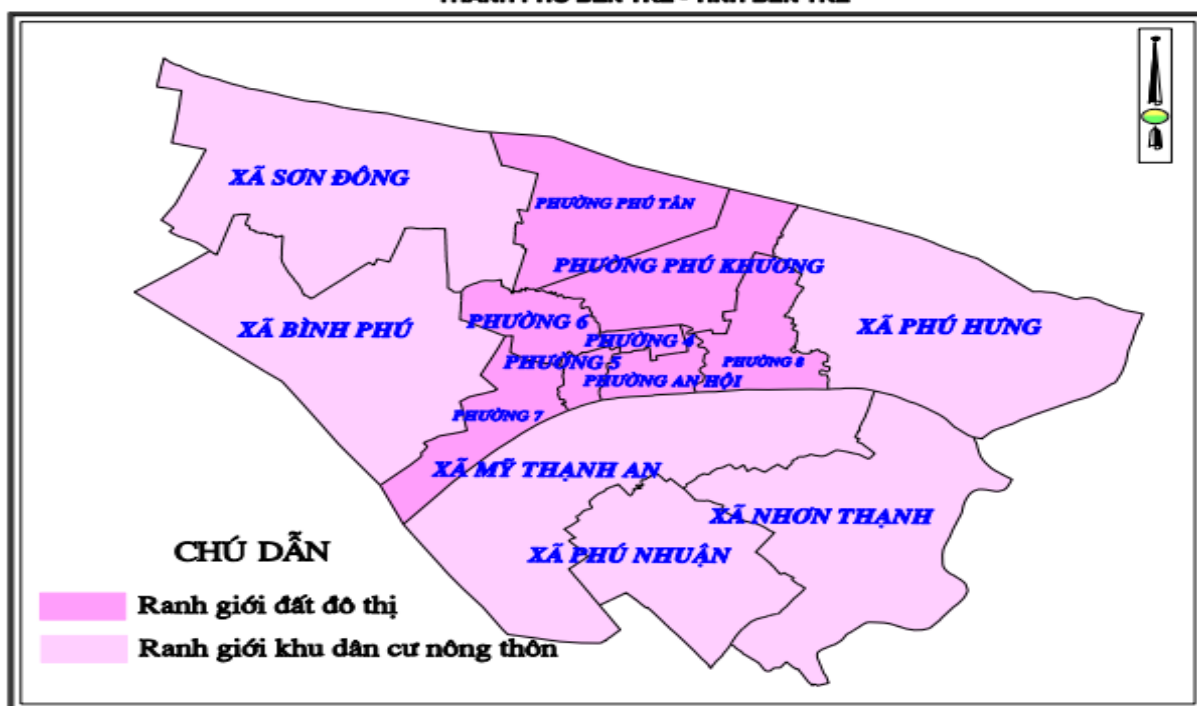 XÃ SƠN ĐÔNG
PHƯỜNG PHÚ TÂN
PHƯỜNG PHÚ KHƯƠNG
XÃ BÌNH PHÚ
PHƯỜNG 6
XÃ PHÚ HƯNG
PHƯỜNG 4
PHƯỜNG 5
PHƯỜNG 8
PHƯỜNG AN HỘI
PHƯỜNG 7
XÃ MỸ THẠNH AN
XÃ NHƠN THẠNH
XÃ PHÚ NHUẬN
CHÚ DẪN
Ranh giới đất đô thị
Ranh giới khu dân cư nông thôn